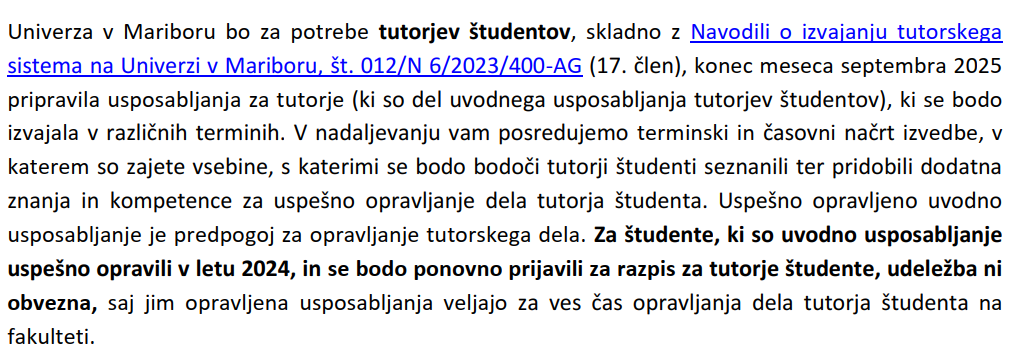 Univerza v Mariboru bo za potrebe tutorjev študentov, skladno z Navodili o izvajanju tutorskega
sistema na Univerzi v Mariboru, št. 012/N 6/2023/400-AG (17. člen), konec meseca septembra 2025
pripravila usposabljanja za tutorje (ki so del uvodnega usposabljanja tutorjev študentov), ki se bodo
izvajala v različnih terminih. V nadaljevanju vam posredujemo terminski in časovni načrt izvedbe, v
katerem so zajete vsebine, s katerimi se bodo bodoči tutorji študenti seznanili ter pridobili dodatna
znanja in kompetence za uspešno opravljanje dela tutorja študenta. Uspešno opravljeno uvodno
usposabljanje je predpogoj za opravljanje tutorskega dela. Za študente, ki so uvodno usposabljanje
uspešno opravili v letu 2024, in se bodo ponovno prijavili za razpis za tutorje študente, udeležba ni
obvezna, saj jim opravljena usposabljanja veljajo za ves čas opravljanja dela tutorja študenta na
fakulteti.